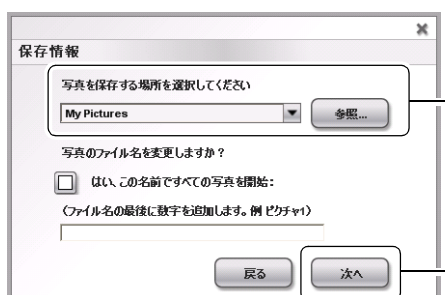 保存情報
写真を保存する場所を選択してください
My Pictures
参照...
写真のファイル名を変更しますか？
はい、この名前ですべての写真を開始：
（ファイル名の最後に数字を追加します。例 ピクチャ1）
戻る
次へ